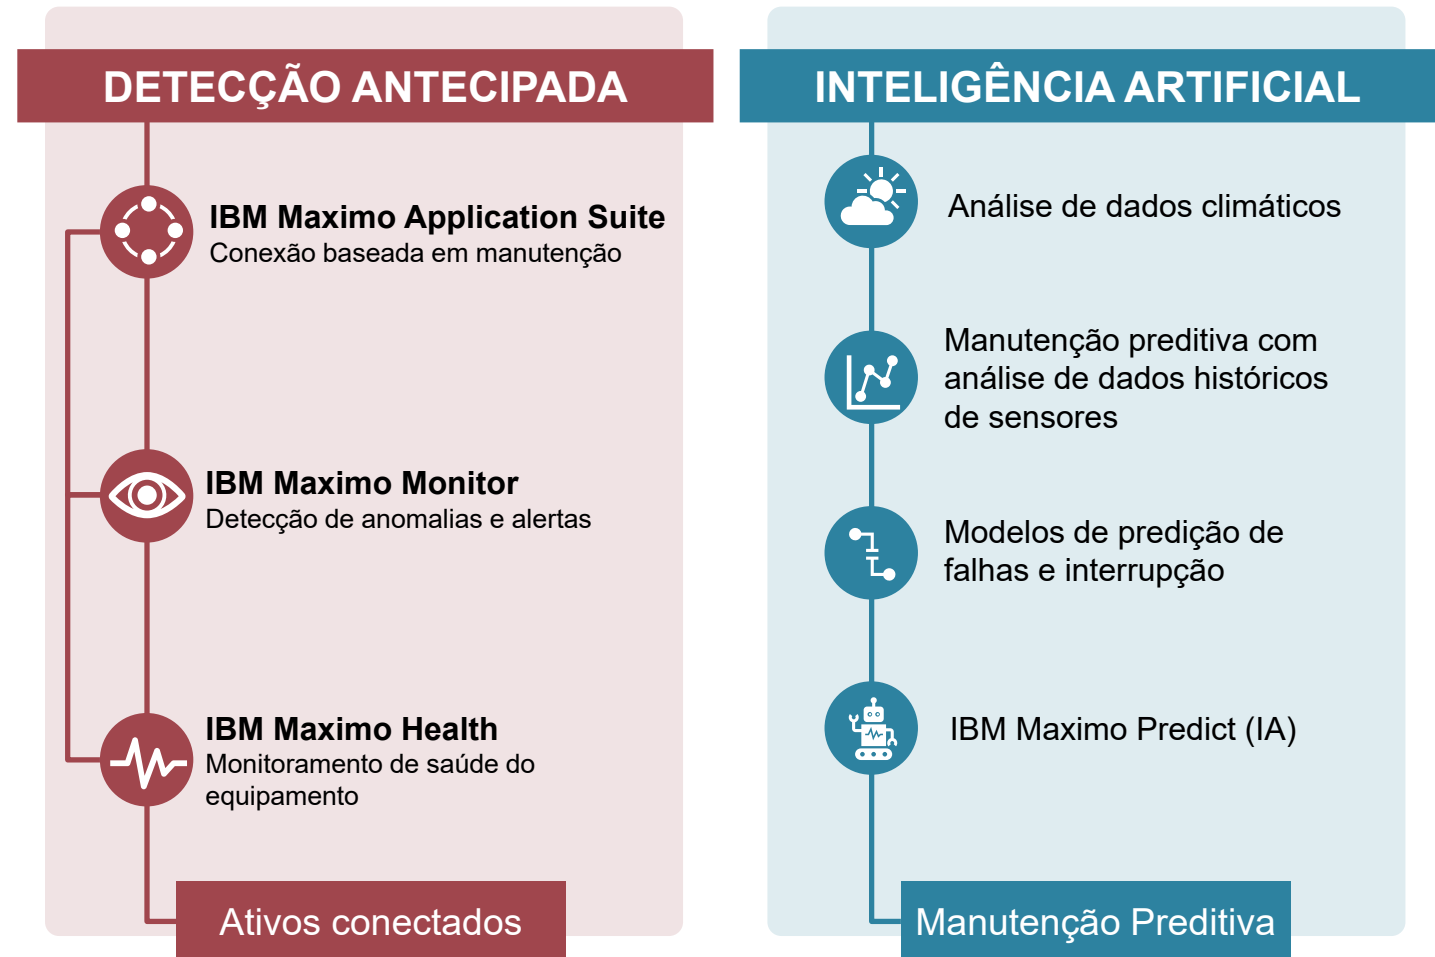 DETECÇÃO ANTECIPADA
IBM Maximo Application Suite
Conexão baseada em manutenção
IBM Maximo Monitor
Detecção de anomalias e alertas
IBM Maximo Health
Monitoramento de saúde do
equipamento
Ativos conectados
INTELIGÊNCIA ARTIFICIAL
Análise de dados climáticos
Manutenção preditiva com
análise de dados históricos
de sensores
Modelos de predição de
falhas e interrupção
IBM Maximo Predict (IA)
Manutenção Preditiva